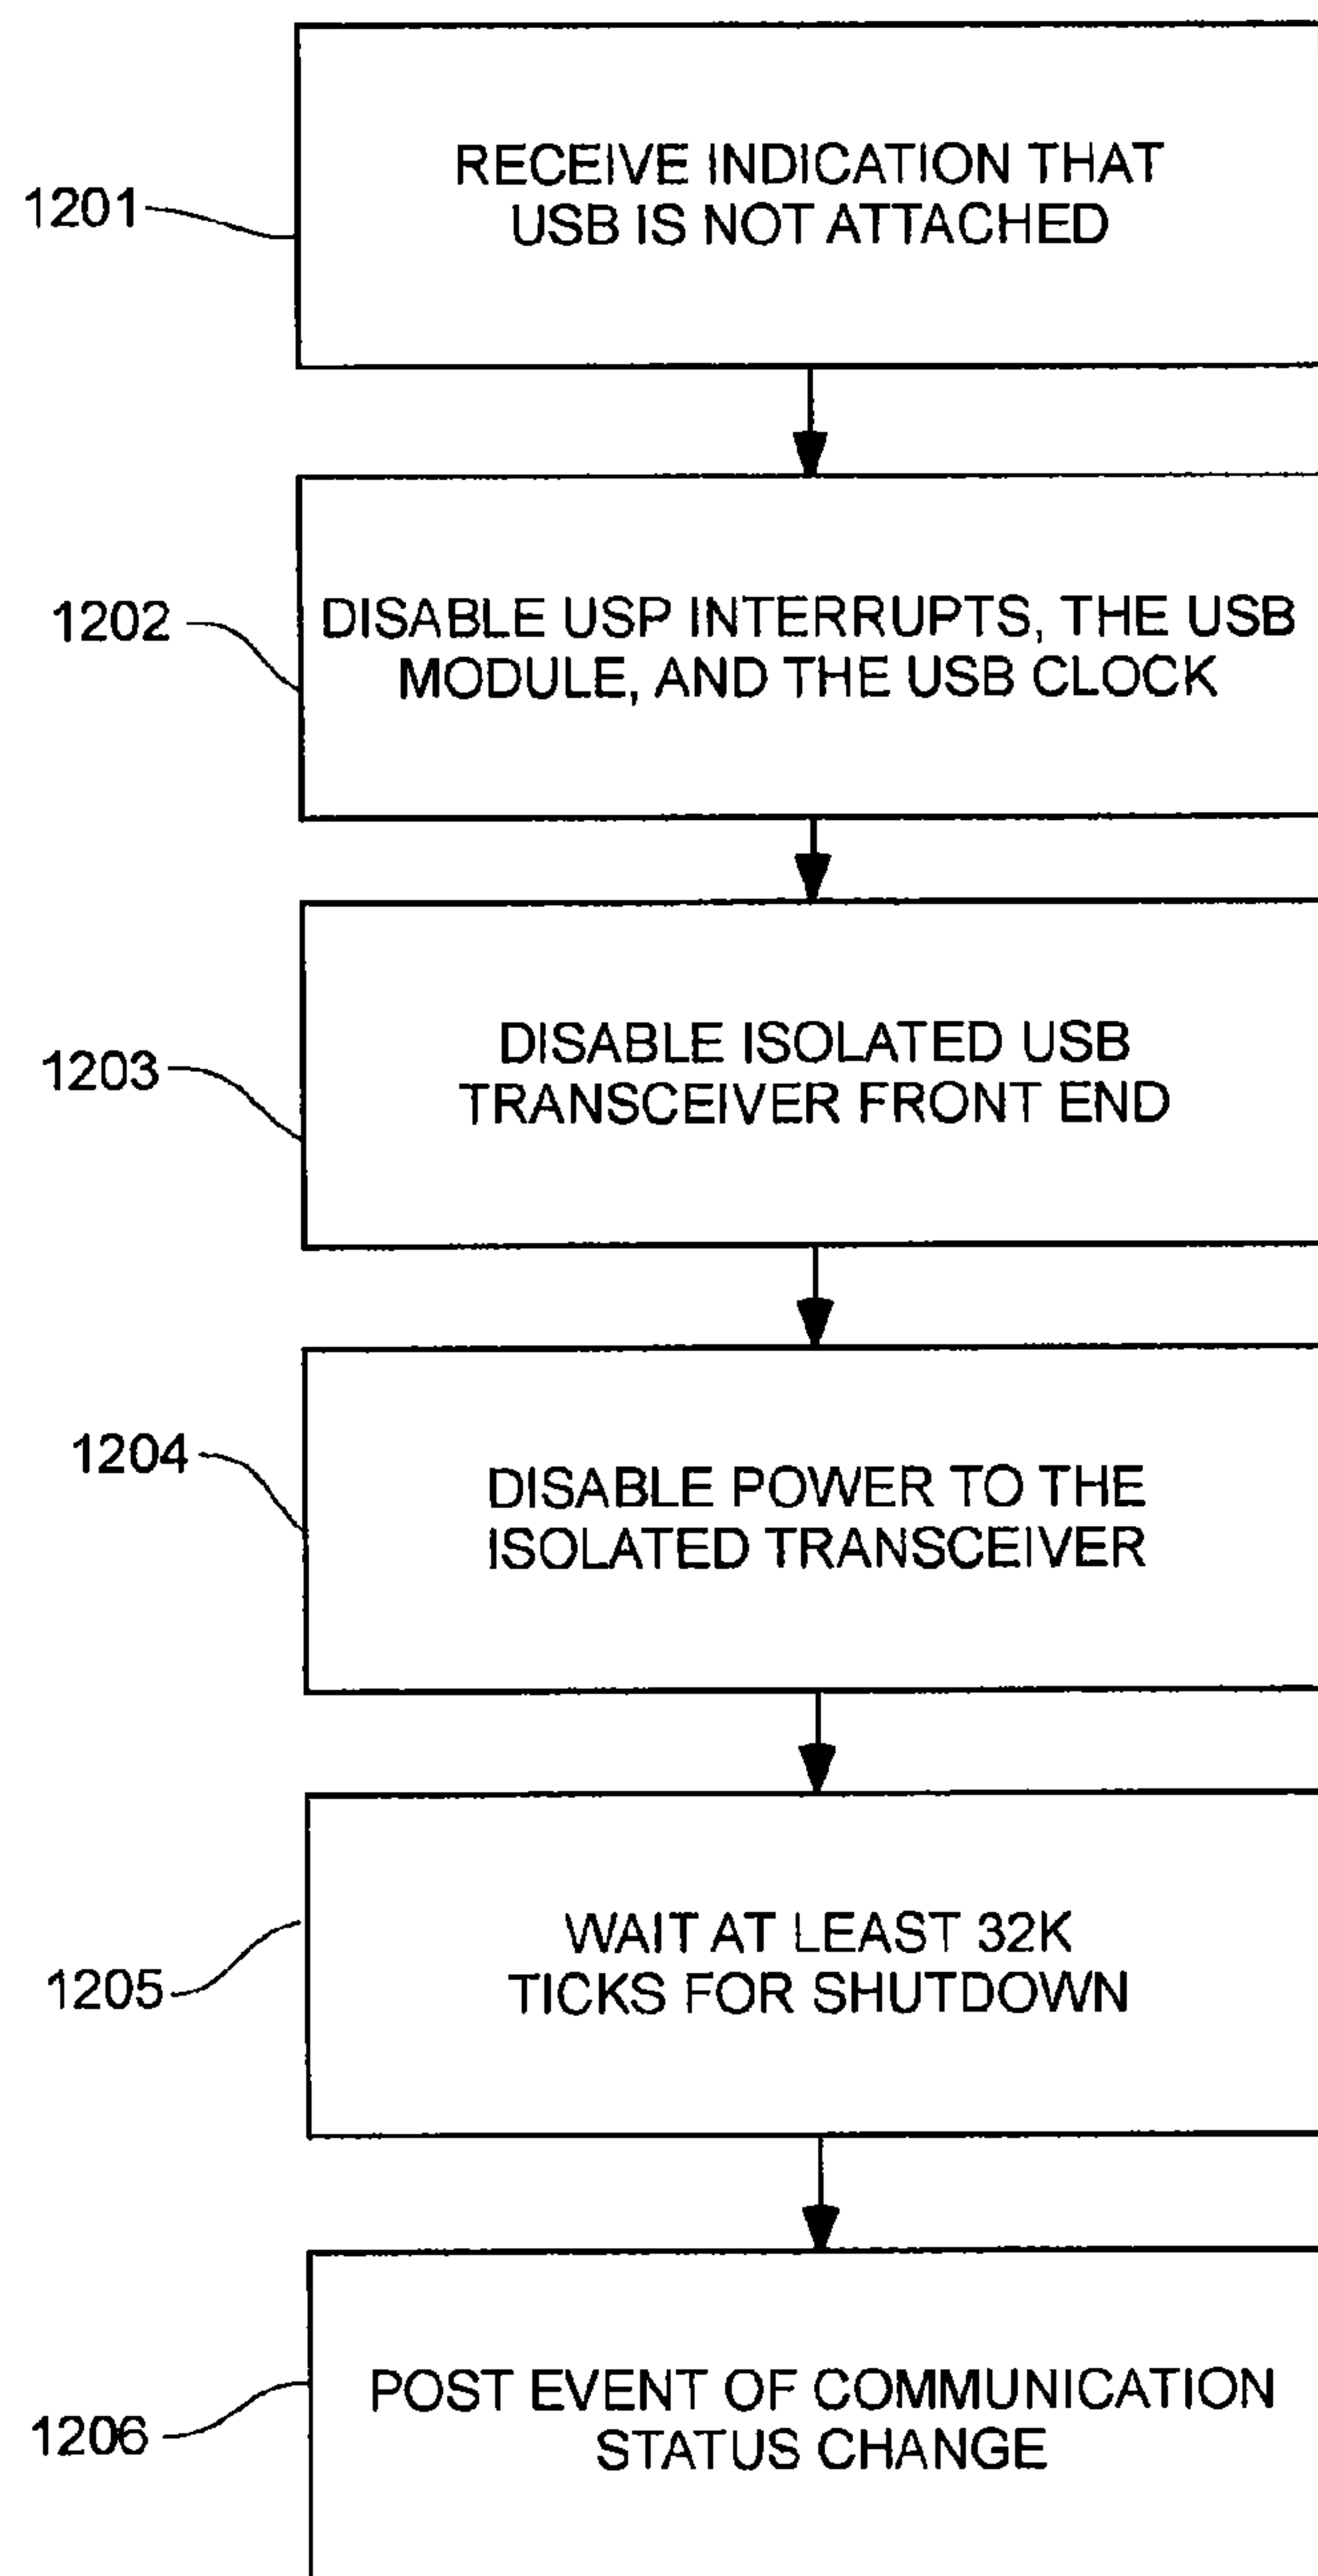 RECEIVE INDICATION THAT
USB IS NOT ATTACHED
1201
DISABLE USP INTERRUPTS, THE USB
MODULE, AND THE USB CLOCK
1202
DISABLE ISOLATED USB
TRANSCEIVER FRONT END
1203
DISABLE POWER TO THE
ISOLATED TRANSCEIVER
1204
WAIT AT LEAST 32K
TICKS FOR SHUTDOWN
1205
POST EVENT OF COMMUNICATION
STATUS CHANGE
1206